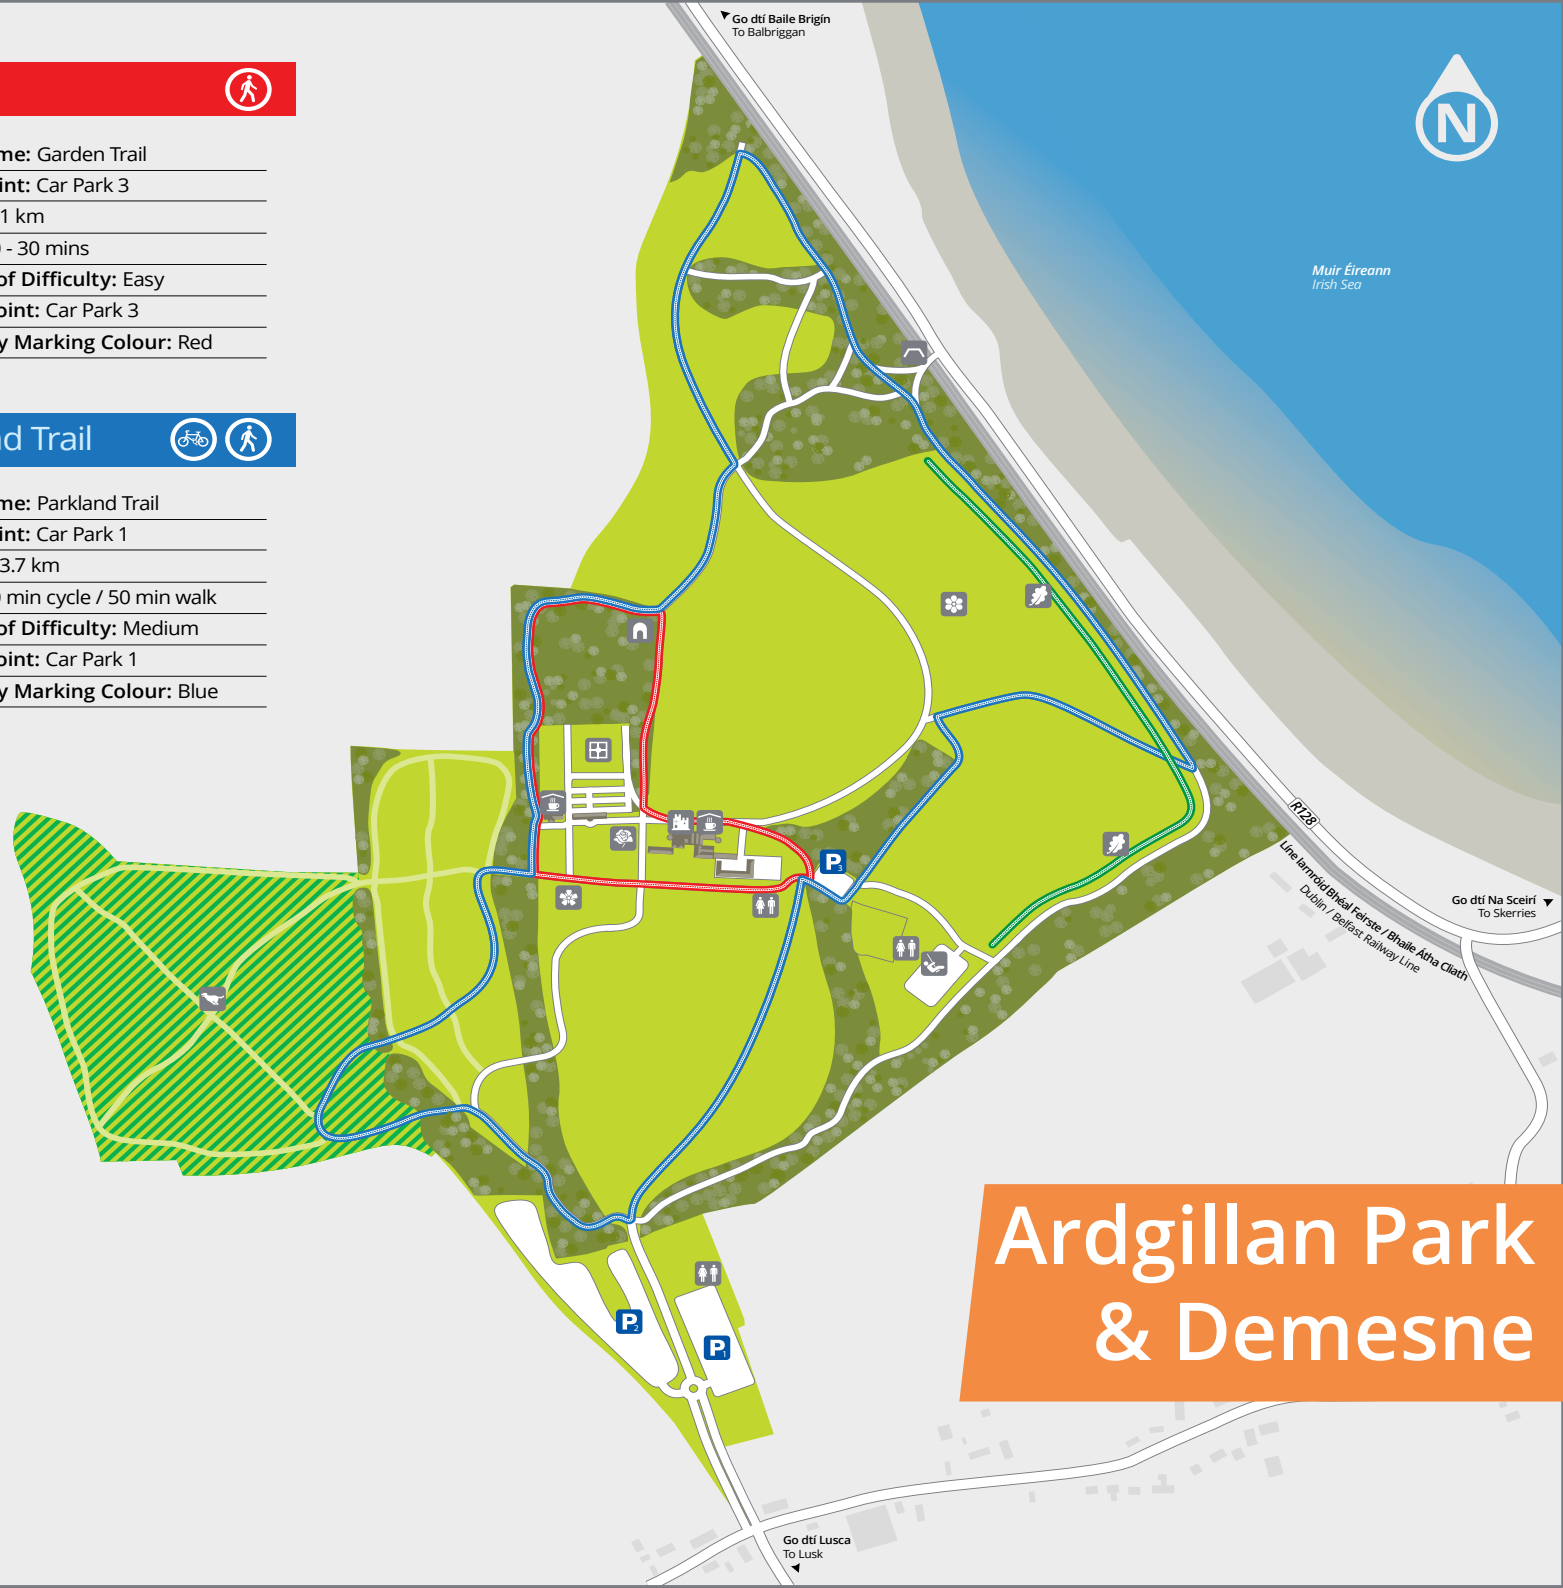 Go dtí Baile Brigín
To Balbriggan
N
Muir Éireann
Irish Sea
me: Garden Trail
int: Car Park 3
1 km
- 30 mins
of Difficulty: Easy
oint: Car Park 3
y Marking Colour: Red
d Trail
me: Parkland Trail
int: Car Park 1
3.7 km
min cycle / 50 min walk
of Difficulty: Medium
oint: Car Park 1
y Marking Colour: Blue
R128
Líne Iarnróid Bhéal Feirste / Bhaile Átha Cliath
Dublin / Belfast Railway Line
P3
Go dtí Na Sceirí
To Skerries
Ardgillan Park
& Demesne
P2
P1
Go dtí Lusca
To Lusk